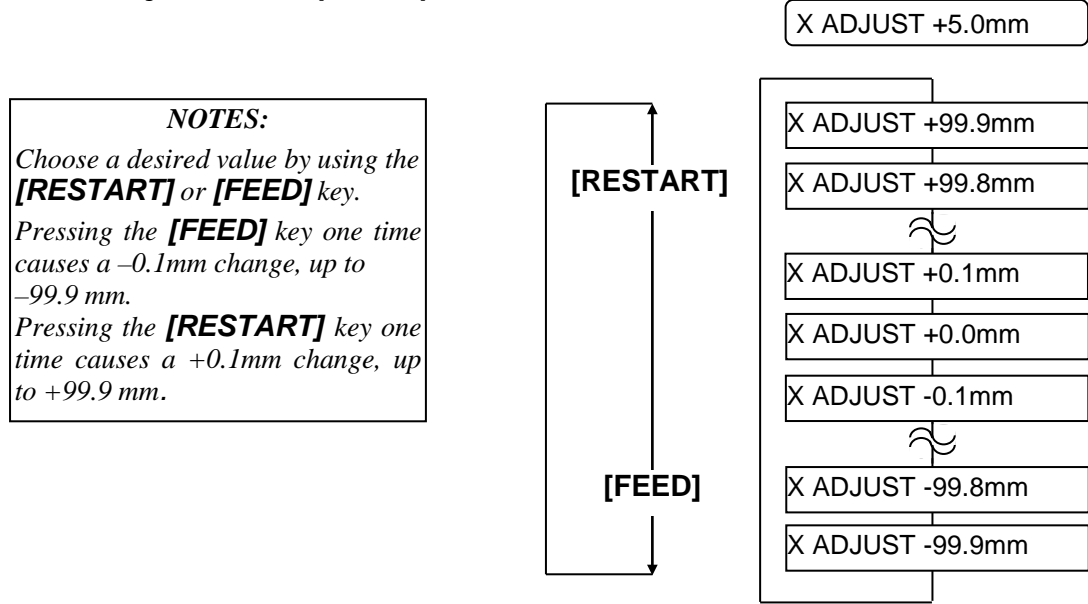 X ADJUST +5.0mm
NOTES:
Choose a desired value by using the
[RESTART] or [FEED] key.
Pressing the [FEED] key one time
causes a –0.1mm change, up to
–99.9 mm.
Pressing the [RESTART] key one
time causes a +0.1mm change, up
to +99.9 mm.
[RESTART]
[FEED]
X ADJUST +99.9mm
X ADJUST +99.8mm
X ADJUST +0.1mm
X ADJUST +0.0mm
X ADJUST -0.1mm
X ADJUST -99.8mm
X ADJUST -99.9mm